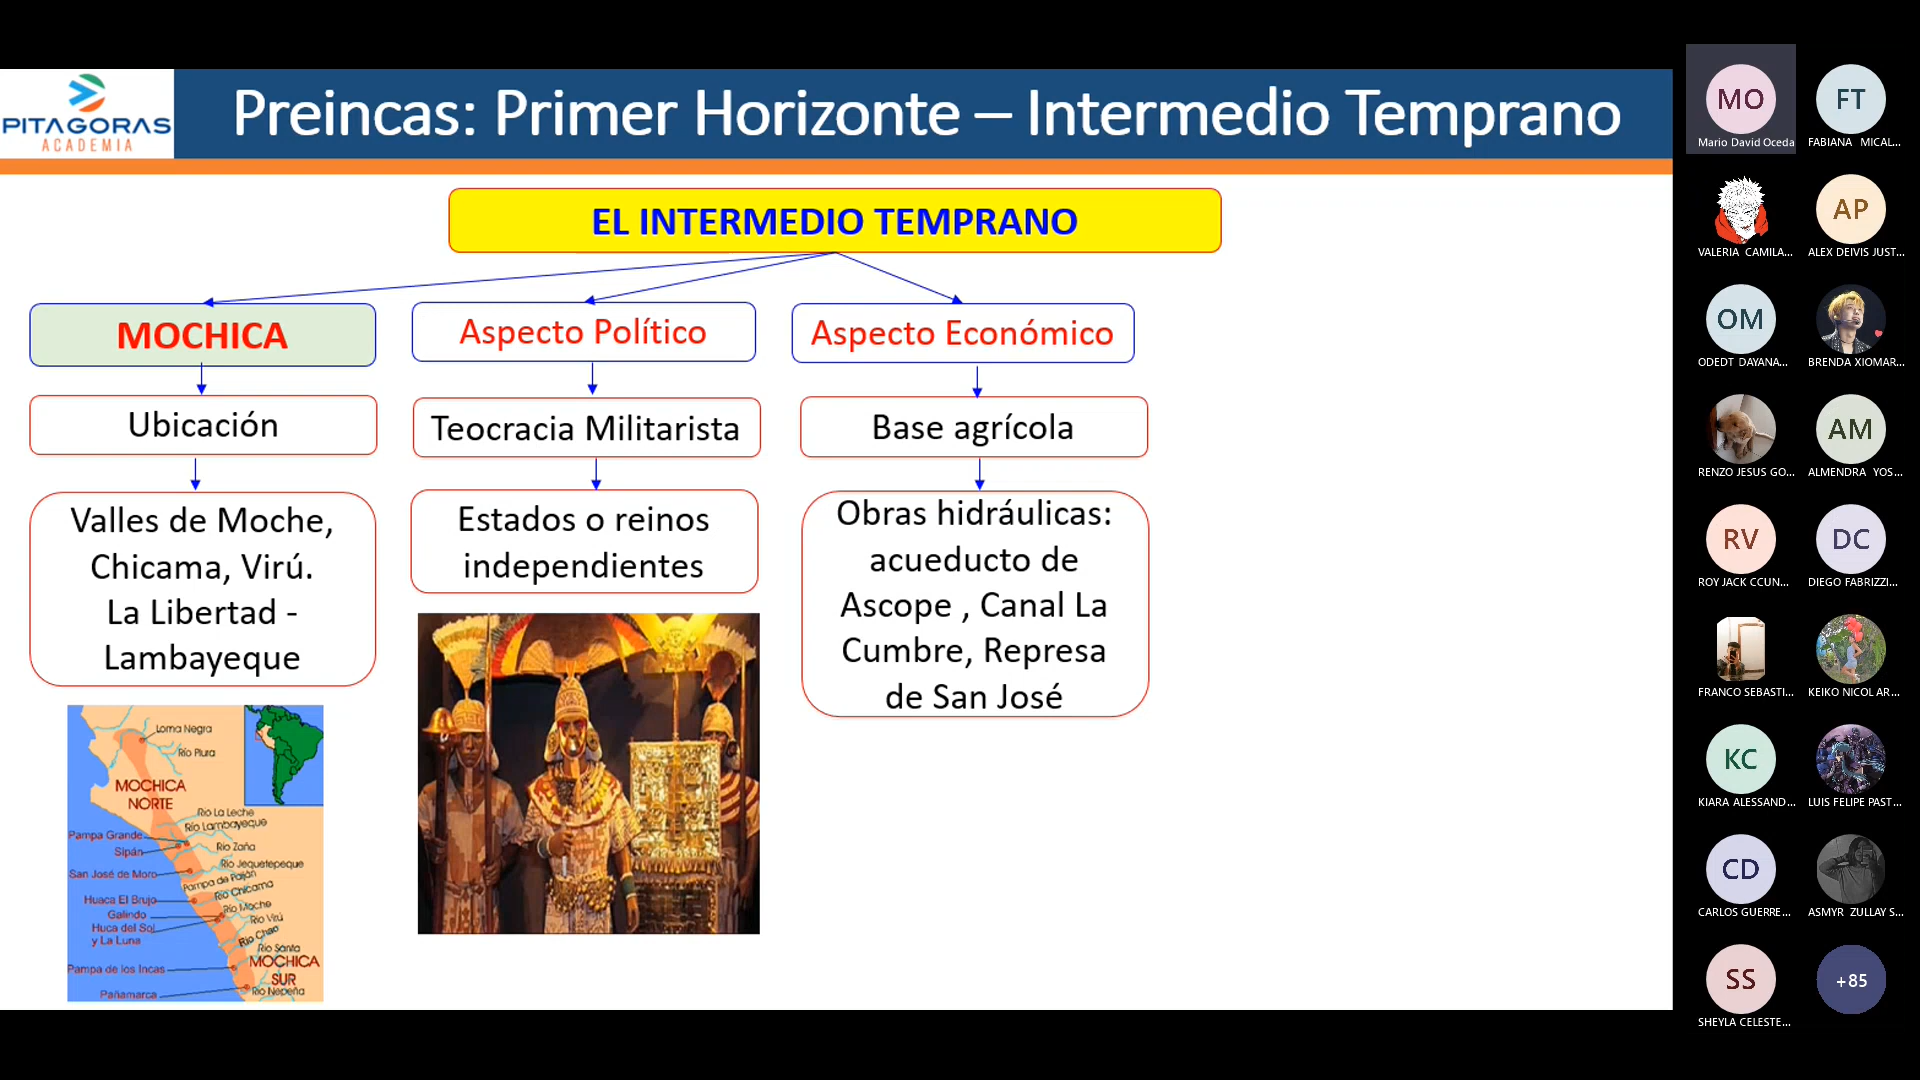 PITAGORAS
ACADEMIA
Preincas: Primer Horizonte – Intermedio Temprano
EL INTERMEDIO TEMPRANO
MOCHICA
Aspecto Político
Aspecto Económico
Ubicación
Teocracia Militarista
Base agrícola
Valles de Moche,
Chicama, Virú.
La Libertad -
Lambayeque
Estados o reinos
independientes
Obras hidráulicas:
acueducto de
Ascope , Canal La
Cumbre, Represa
de San José
Loma Negra
Río Piura
MOCHICA
NORTE
Río La Leche
Río Lambayeque
Pampa Grande
Sipán
Río Zaña
Río Jequetepeque
San José de Moro
Pampa de Paiján
Río Chicama
Huaca El Brujo
Río Moche
Galindo
Río Virú
Huca del Sol
y La Luna
Río Chao
Río Santa
MOCHICA
SUR
Pampa de los Incas
Río Nepeña
Pañamarca
MO
Mario David Oceda
FT
FABIANA MICAL...
VALERIA CAMILA...
AP
ALEX DEIVIS JUST...
OM
ODEDT DAYANA...
BRENDA XIOMAR...
RENZO JESUS GO...
AM
ALMENDRA YOS...
RV
ROY JACK CCUN...
DC
DIEGO FABRIZZI...
FRANCO SEBASTI...
KEIKO NICOL AR...
KC
KIARA ALESSAND...
LUIS FELIPE PAST...
CD
CARLOS GUERRE...
ASMYR ZULLAY S...
SS
SHEYLA CELESTE...
+85